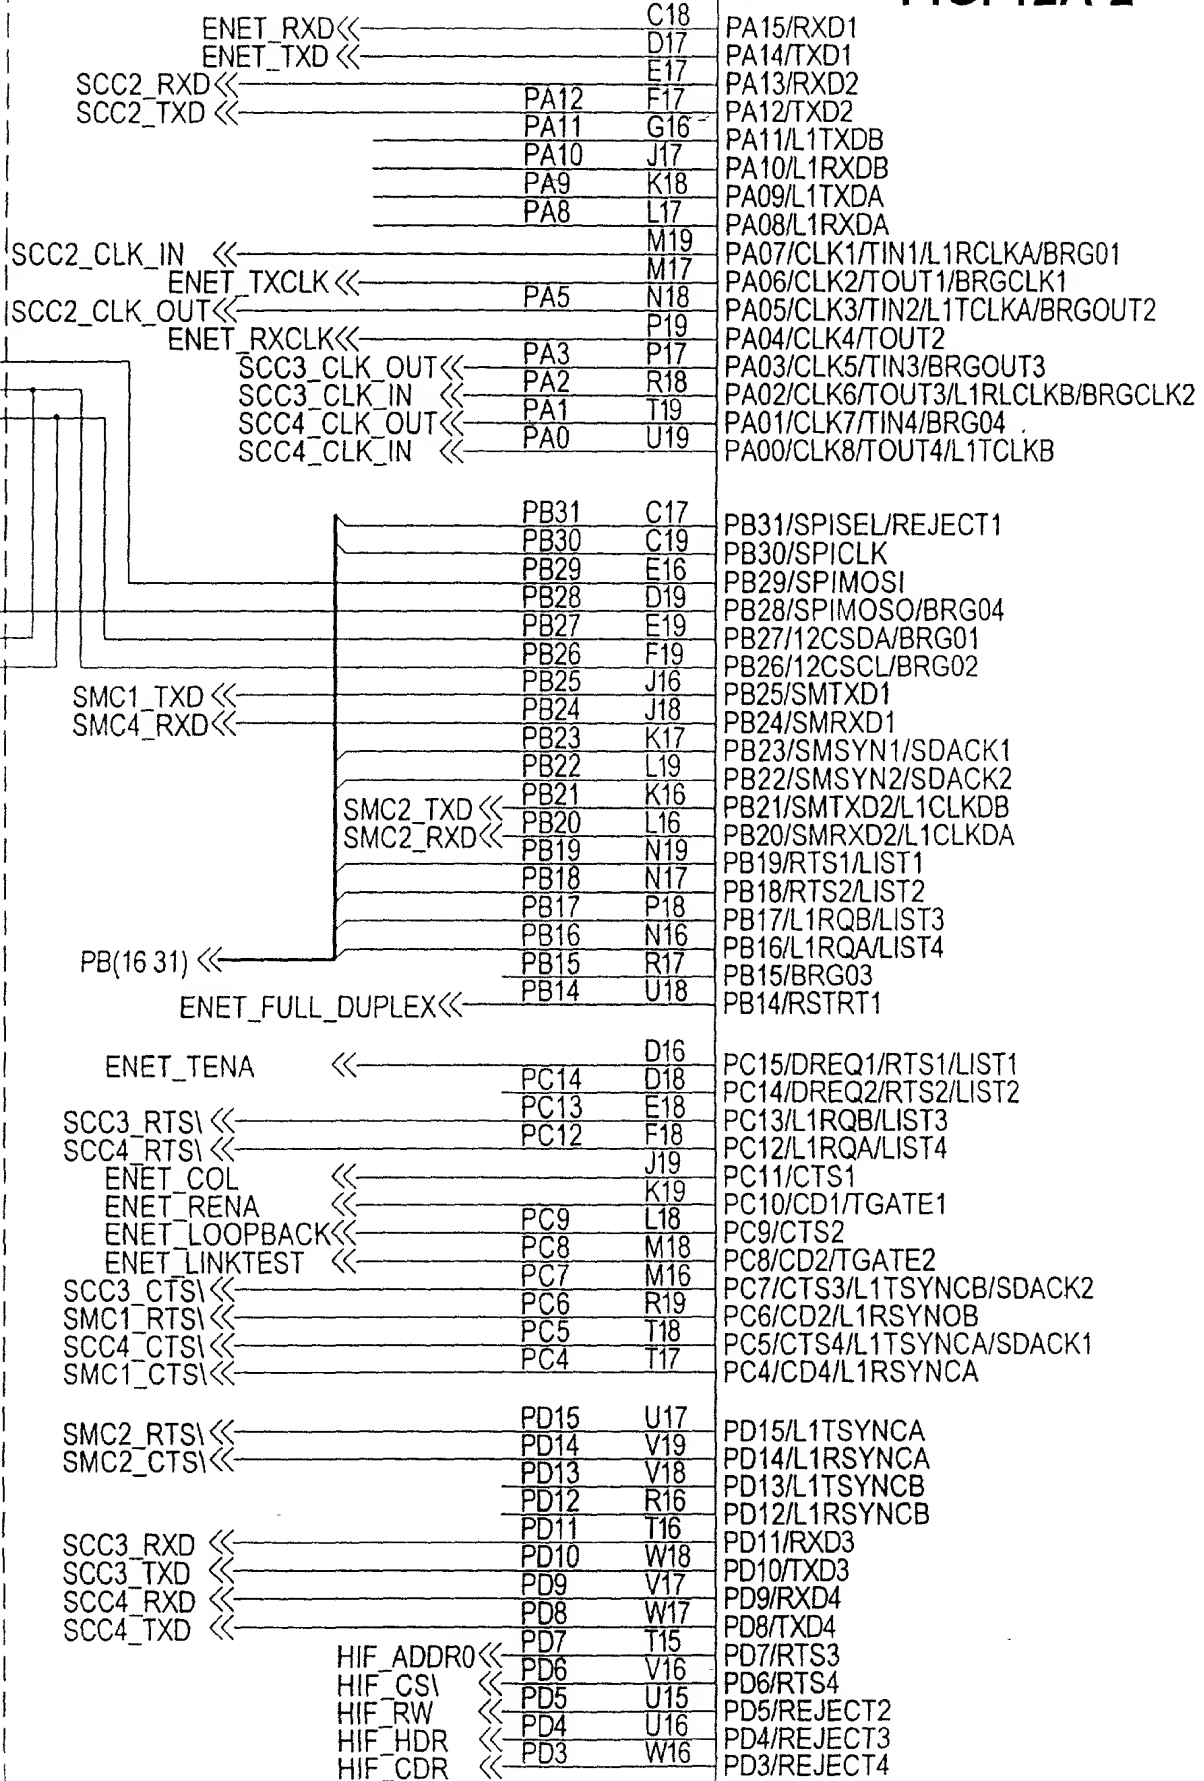 ENET_RXD C18 PA15/RXD1
ENET_TXD D17 PA14/TXD1
SCC2_RXD E17 PA13/RXD2
SCC2_TXD PA12 F17 PA12/TXD2
PA11 G16 PA11/L1TXDB
PA10 J17 PA10/L1RXDB
PA9 K18 PA09/L1TXDA
PA8 L17 PA08/L1RXDA
SCC2_CLK_IN M19 PA07/CLK1/TIN1/L1RCLKA/BRG01
ENET_TXCLK M17 PA06/CLK2/TOUT1/BRGCLK1
SCC2_CLK_OUT PA5 N18 PA05/CLK3/TIN2/L1TCLKA/BRGOUT2
ENET_RXCLK P19 PA04/CLK4/TOUT2
SCC3_CLK_OUT PA3 P17 PA03/CLK5/TIN3/BRGOUT3
SCC3_CLK_IN PA2 R18 PA02/CLK6/TOUT3/L1RLCLKB/BRGCLK2
SCC4_CLK_OUT PA1 T19 PA01/CLK7/TIN4/BRG04
SCC4_CLK_IN PA0 U19 PA00/CLK8/TOUT4/L1TCLKB
PB31 C17 PB31/SPISEL/REJECT1
PB30 C19 PB30/SPICLK
PB29 E16 PB29/SPIMOSI
PB28 D19 PB28/SPIMOSO/BRG04
PB27 E19 PB27/12CSDA/BRG01
PB26 F19 PB26/12CSCL/BRG02
SMC1_TXD PB25 J16 PB25/SMTXD1
SMC4_RXD PB24 J18 PB24/SMRXD1
PB23 K17 PB23/SMSYN1/SDACK1
PB22 L19 PB22/SMSYN2/SDACK2
SMC2_TXD PB21 K16 PB21/SMTXD2/L1CLKDB
SMC2_RXD PB20 L16 PB20/SMRXD2/L1CLKDA
PB19 N19 PB19/RTS1/LIST1
PB18 N17 PB18/RTS2/LIST2
PB17 P18 PB17/L1RQB/LIST3
PB16 N16 PB16/L1RQA/LIST4
PB(16 31) PB15 R17 PB15/BRG03
ENET_FULL_DUPLEX PB14 U18 PB14/RSTRT1
ENET_TENA D16 PC15/DREQ1/RTS1/LIST1
PC14 D18 PC14/DREQ2/RTS2/LIST2
SCC3_RTS\ PC13 E18 PC13/L1RQB/LIST3
SCC4_RTS\ PC12 F18 PC12/L1RQA/LIST4
ENET_COL J19 PC11/CTS1
ENET_RENA K19 PC10/CD1/TGATE1
ENET_LOOPBACK PC9 L18 PC9/CTS2
ENET_LINKTEST PC8 M18 PC8/CD2/TGATE2
SCC3_CTS\ PC7 M16 PC7/CTS3/L1TSYNCB/SDACK2
SMC1_RTS\ PC6 R19 PC6/CD2/L1RSYNOB
SCC4_CTS\ PC5 T18 PC5/CTS4/L1TSYNCA/SDACK1
SMC1_CTS\ PC4 T17 PC4/CD4/L1RSYNCA
SMC2_RTS\ PD15 U17 PD15/L1TSYNCA
SMC2_CTS\ PD14 V19 PD14/L1RSYNCA
PD13 V18 PD13/L1TSYNCB
PD12 R16 PD12/L1RSYNCB
SCC3_RXD PD11 T16 PD11/RXD3
SCC3_TXD PD10 W18 PD10/TXD3
SCC4_RXD PD9 V17 PD9/RXD4
SCC4_TXD PD8 W17 PD8/TXD4
HIF_ADDR0 PD7 T15 PD7/RTS3
HIF_CS\ PD6 V16 PD6/RTS4
HIF_RW PD5 U15 PD5/REJECT2
HIF_HDR PD4 U16 PD4/REJECT3
HIF_CDR PD3 W16 PD3/REJECT4